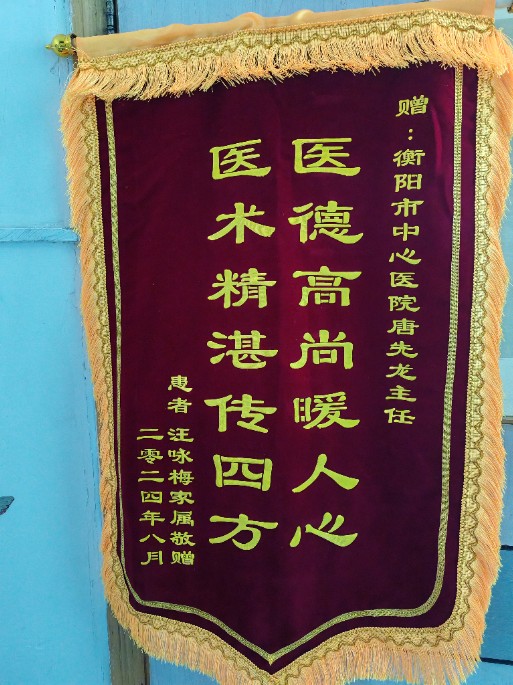 赠：衡阳市中心医院唐先龙主任
医德高尚暖人心
医术精湛传四方
患者 汪咏梅家属敬赠
二零二四年八月